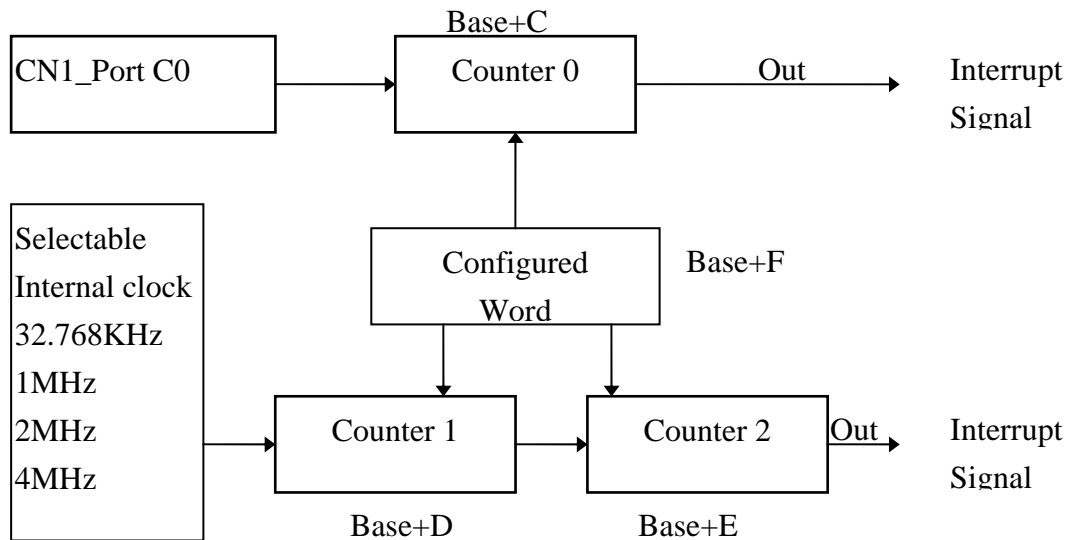 Base+C
CN1_Port C0
Counter 0
Out
Interrupt
Signal
Selectable
Internal clock
32.768KHz
1MHz
2MHz
4MHz
Configured
Word
Base+F
Counter 1
Counter 2
Out
Interrupt
Signal
Base+D
Base+E